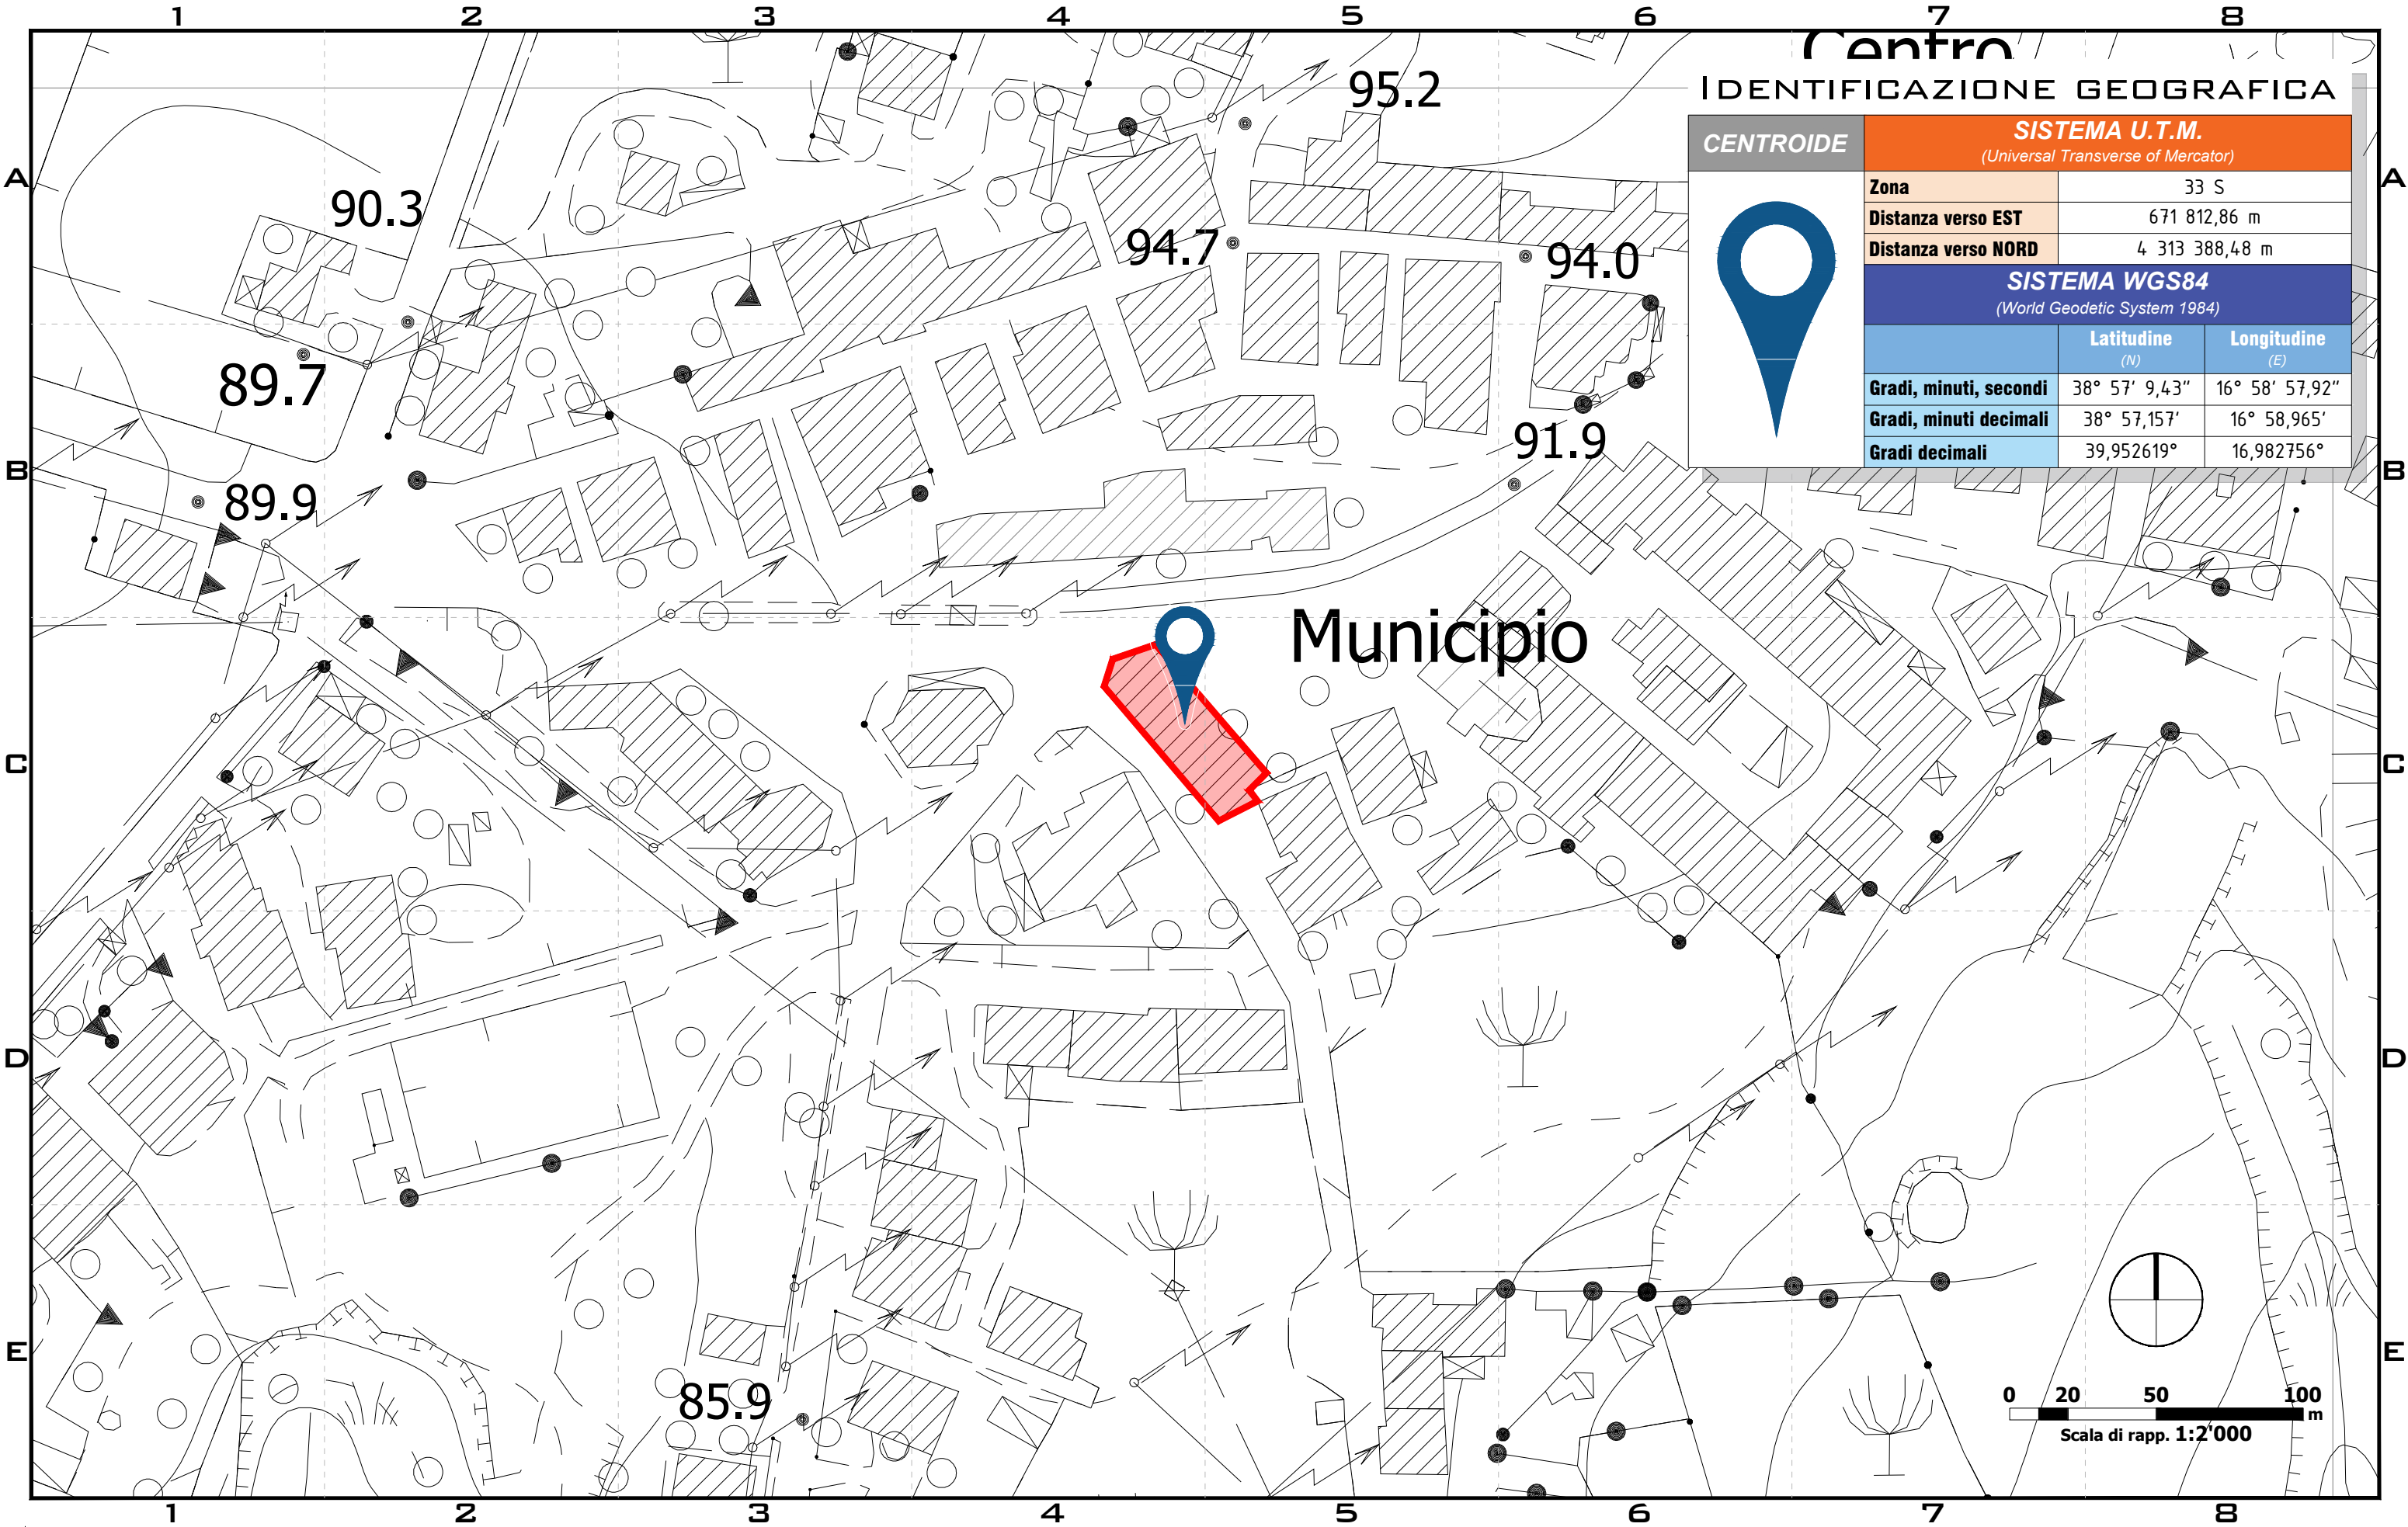 1 2 3 4 5 6 7 8
Centro
IDENTIFICAZIONE GEOGRAFICA
CENTROIDE
SISTEMA U.T.M.
(Universal Transverse of Mercator)
Zona 33 S
Distanza verso EST 671 812,86 m
Distanza verso NORD 4 313 388,48 m
SISTEMA WGS84
(World Geodetic System 1984)
Latitudine Longitudine
(N) (E)
Gradi, minuti, secondi 38° 57' 9,43" 16° 58' 57,92"
Gradi, minuti decimali 38° 57,157' 16° 58,965'
Gradi decimali 39,952619° 16,982756°
95.2
A A
90.3
94.7
94.0
89.7
91.9
B B
89.9
Municipio
C C
D D
E E
85.9
0 20 50 100
m
Scala di rapp. 1:2'000
1 2 3 4 5 6 7 8